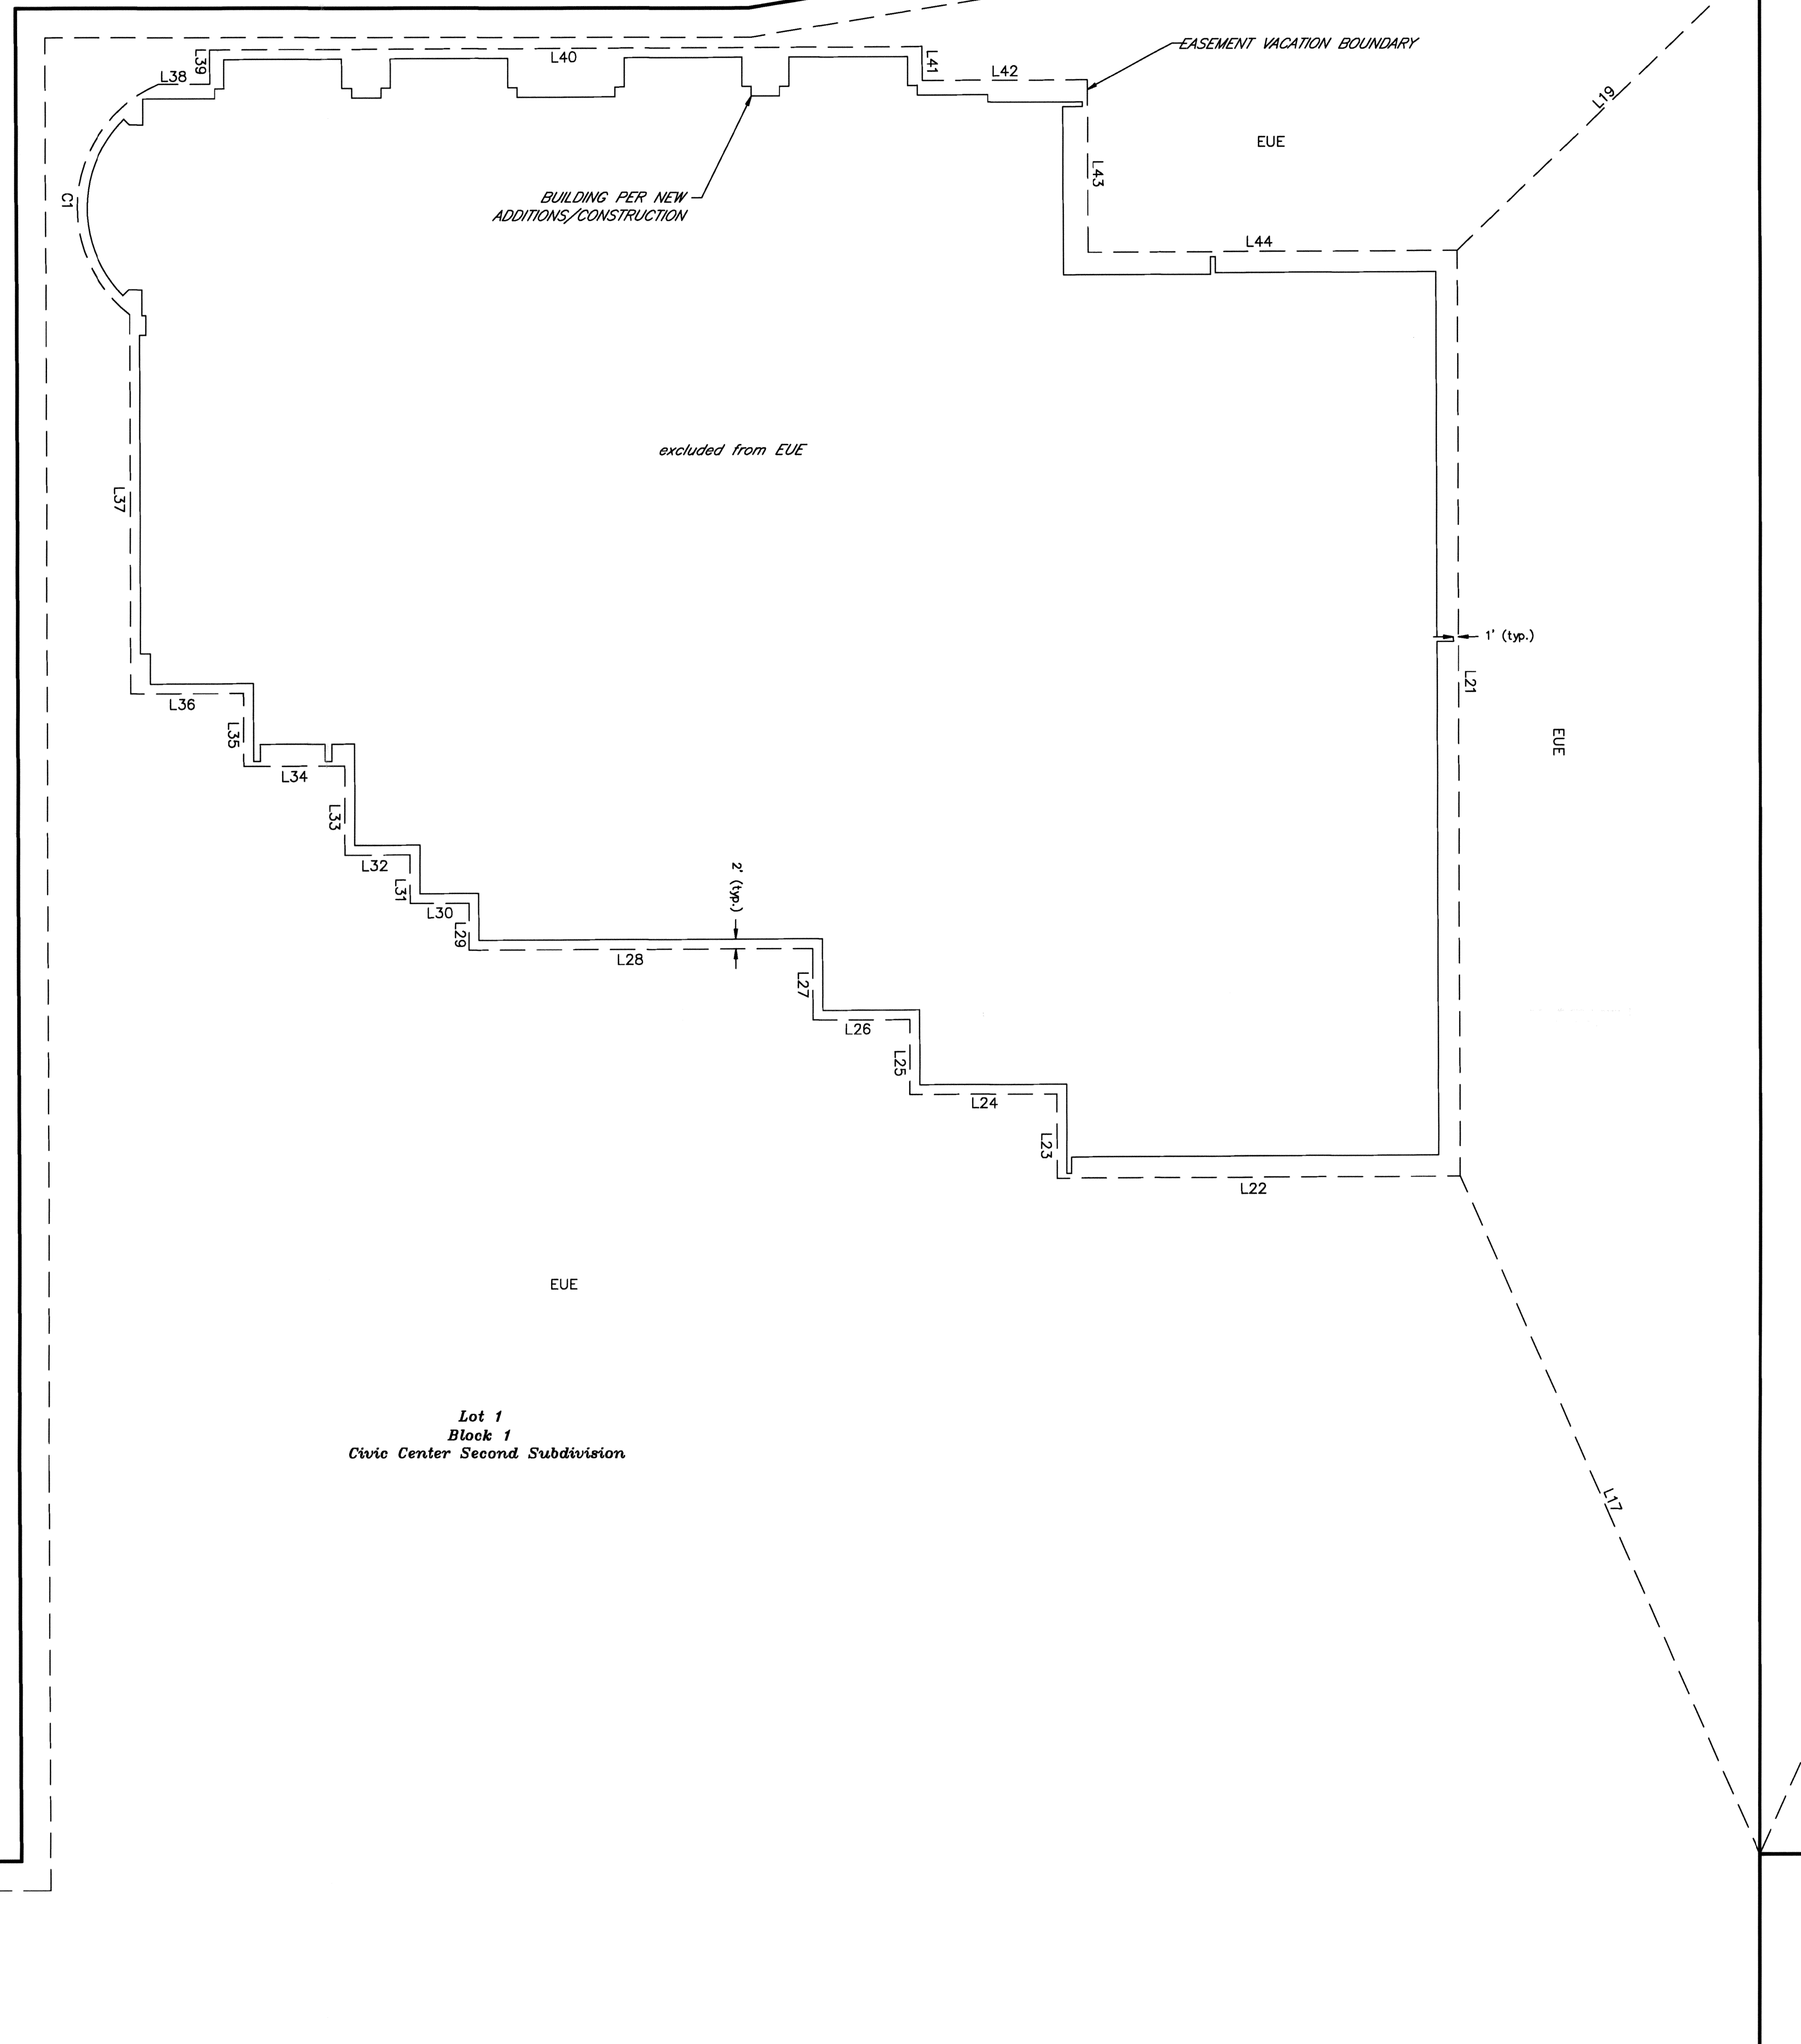 EASEMENT VACATION BOUNDARY
L39
L40
L41
L38
L42
L19
EUE
L43
C1
BUILDING PER NEW
ADDITIONS/CONSTRUCTION
L44
excluded from EUE
L37
1' (typ.)
L21
L36
L35
EUE
L34
L33
L32
2' (typ.)
L31
L30
L29
L28
L27
L26
L25
L24
L23
L22
EUE
Lot 1
Block 1
Civic Center Second Subdivision
L17